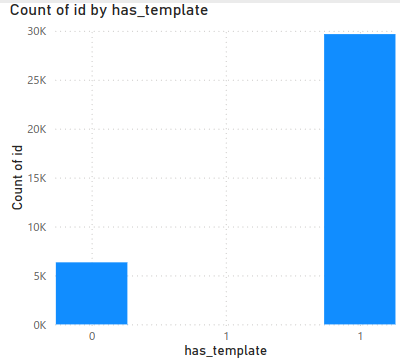 Count of id by has_template
30K
25K
20K
15K
10K
5K
0K
Count of id
0 1 1
has_template